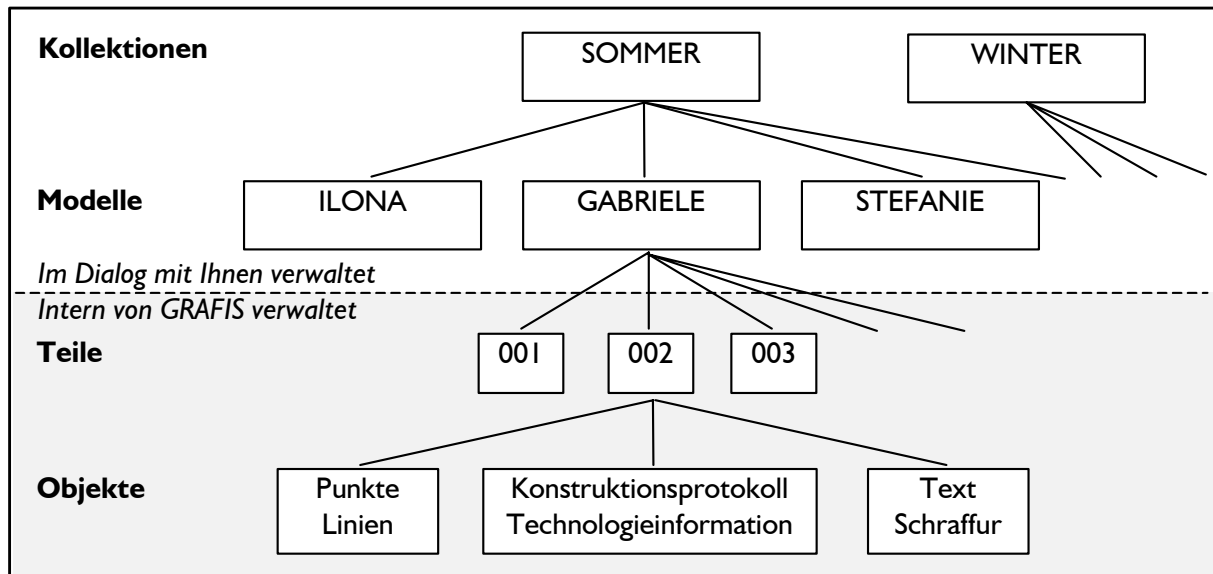 Kollektionen
SOMMER
WINTER
Modelle
ILONA
GABRIELE
STEFANIE
Im Dialog mit Ihnen verwaltet
Intern von GRAFIS verwaltet
Teile
001
002
003
Objekte
Punkte
Linien
Konstruktionsprotokoll
Technologieinformation
Text
Schraffur